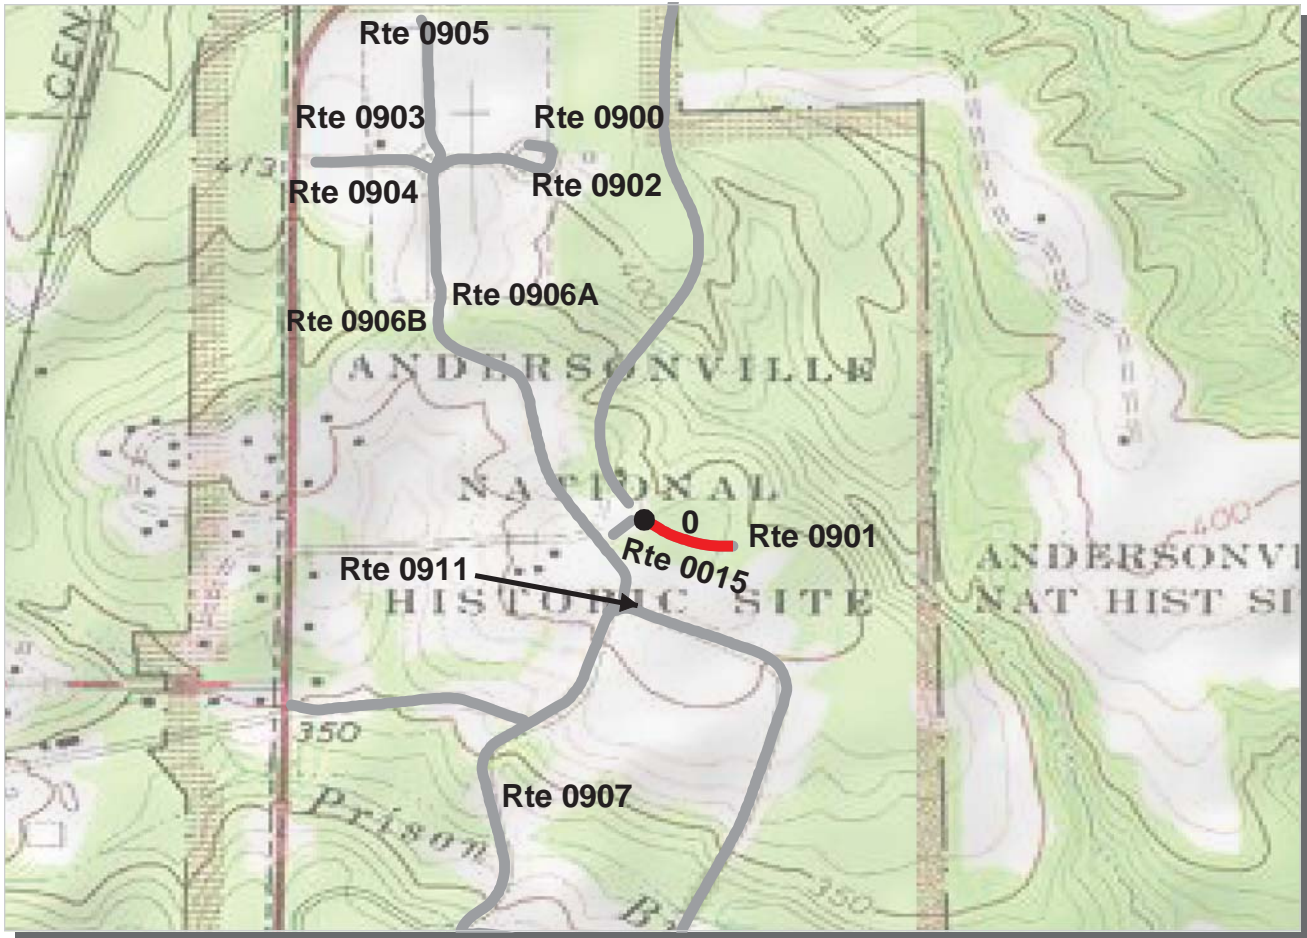 CEN
Rte 0905
Rte 0903
Rte 0900
413
Rte 0904
Rte 0902
400
Rte 0906A
Rte 0906B
ANDERSONVILLE
NATIONAL
0
Rte 0901
Rte 0015
400
Rte 0911
HISTORIC SITE
ANDERSONVI
NAT HIST SI
350
Rte 0907
Prison
350
B